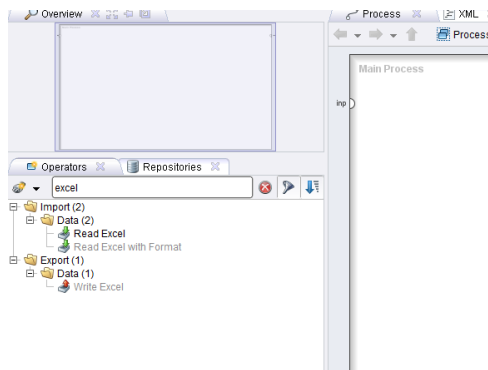 Overview
Process
XML
Process
Main Process
inp
Operators
Repositories
excel
Import (2)
Data (2)
Read Excel
Read Excel with Format
Export (1)
Data (1)
Write Excel